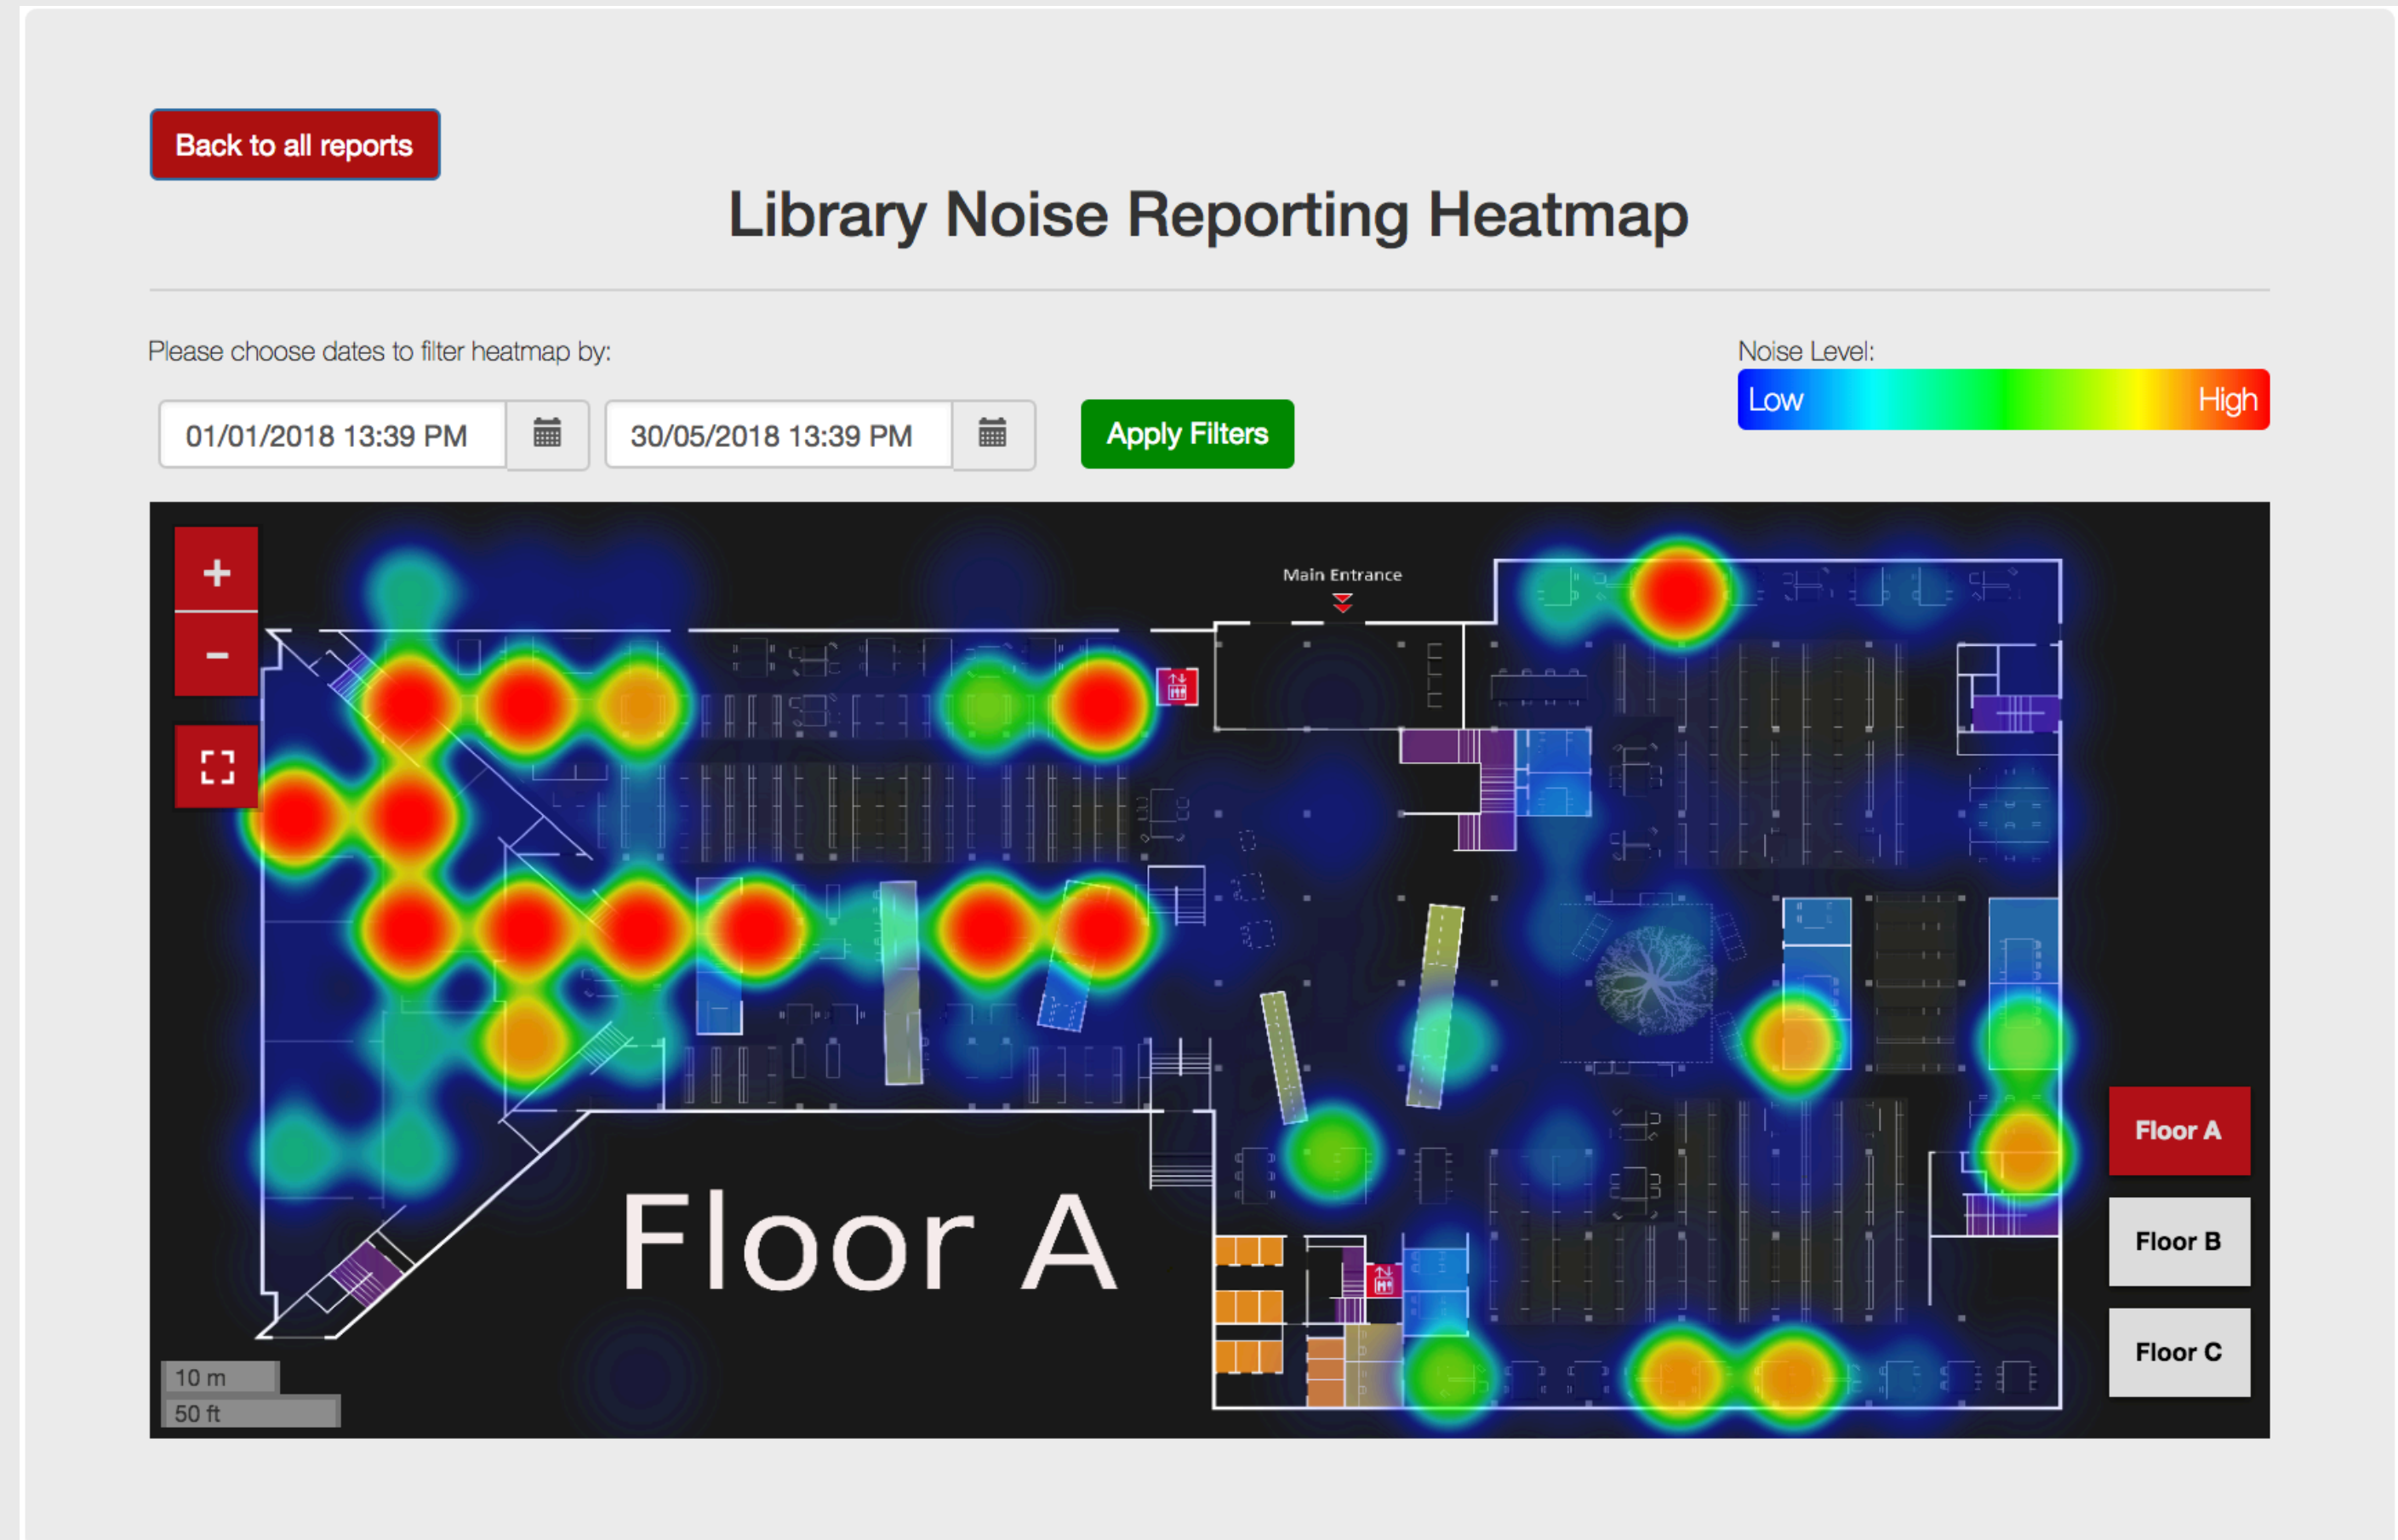 Back to all reports
Library Noise Reporting Heatmap
Please choose dates to filter heatmap by:
Noise Level:
01/01/2018 13:39 PM
30/05/2018 13:39 PM
Apply Filters
Low
High
+
−
Main Entrance
Floor A
Floor A
Floor B
Floor C
10 m
50 ft